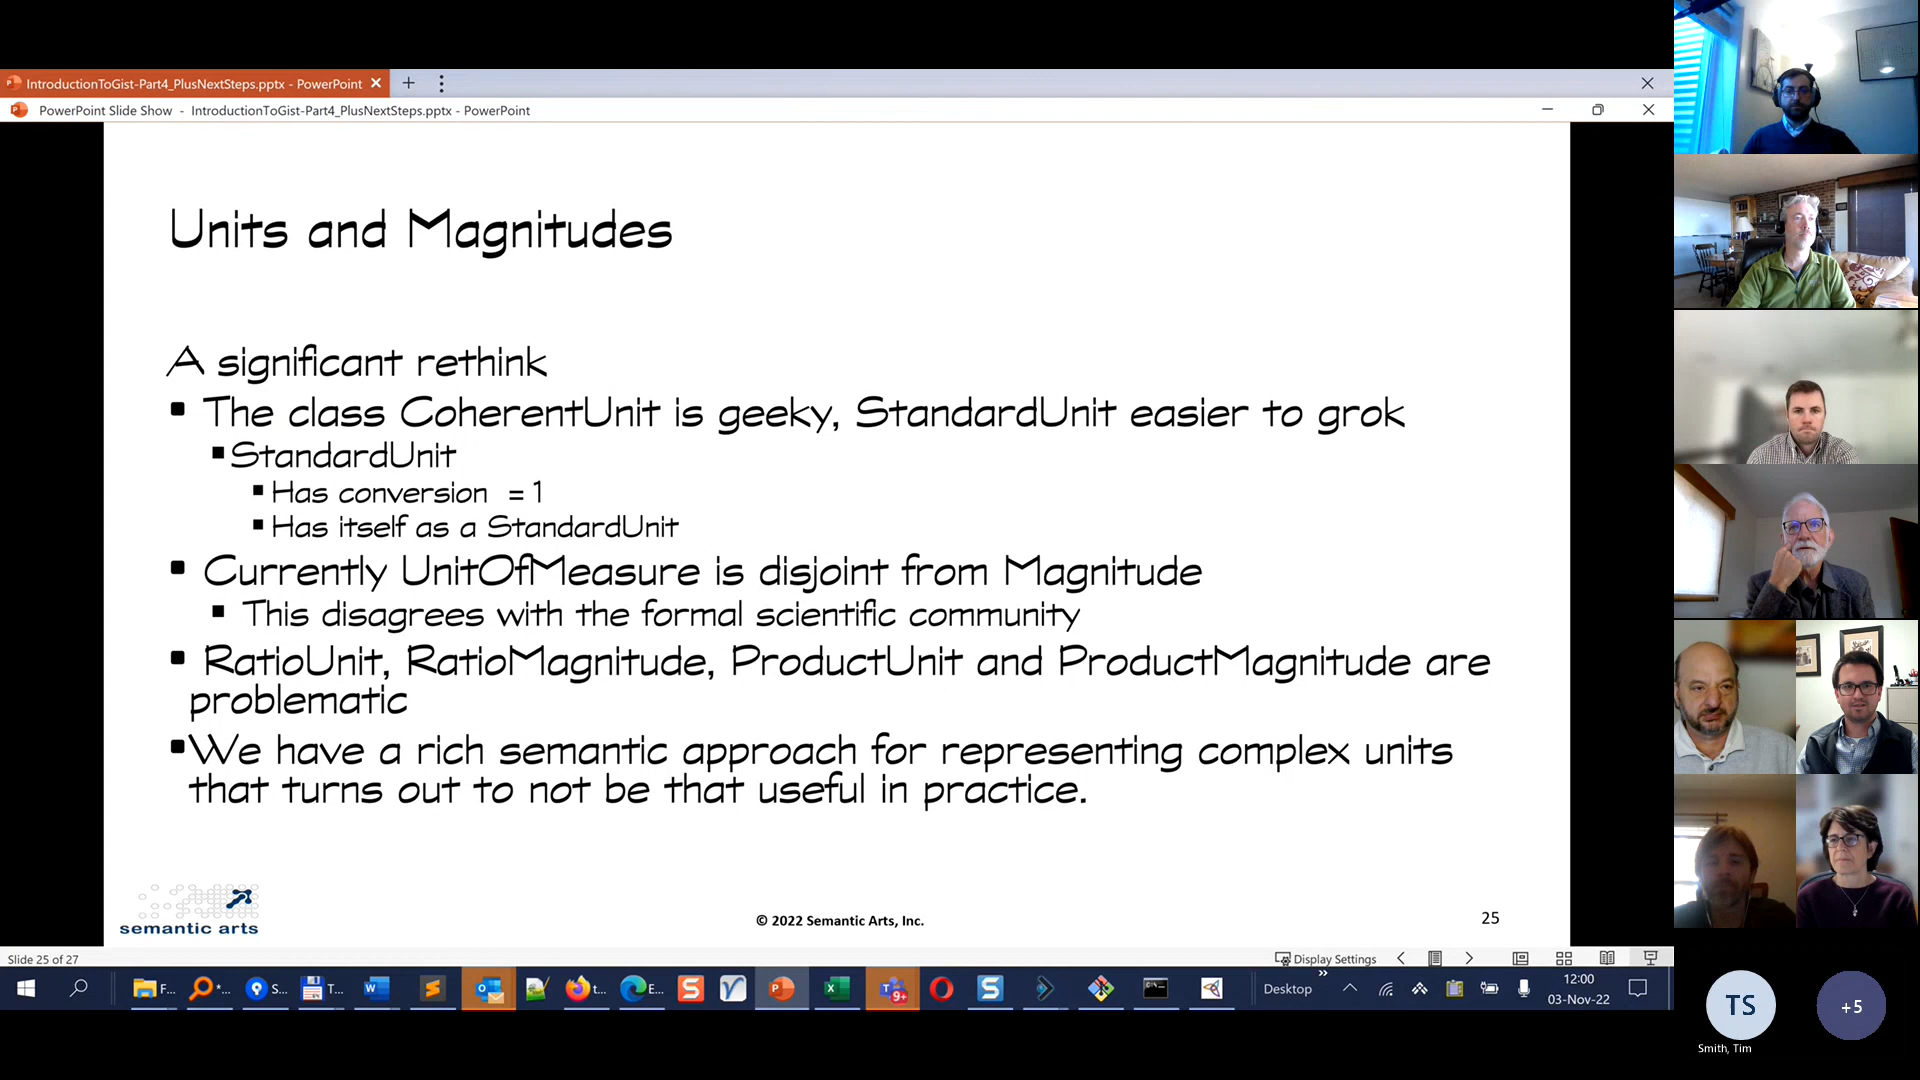 IntroductionToGist-Part4_PlusNextSteps.pptx - PowerPoint
PowerPoint Slide Show - IntroductionToGist-Part4_PlusNextSteps.pptx - PowerPoint
Units and Magnitudes
A significant rethink
The class CoherentUnit is geeky, StandardUnit easier to grok
StandardUnit
Has conversion = 1
Has itself as a StandardUnit
Currently UnitOfMeasure is disjoint from Magnitude
This disagrees with the formal scientific community
RatioUnit, RatioMagnitude, ProductUnit and ProductMagnitude are
problematic
We have a rich semantic approach for representing complex units
that turns out to not be that useful in practice.
semantic arts
© 2022 Semantic Arts, Inc.
25
Slide 25 of 27
Display Settings
F... *... S... T... t... E... 9+ Desktop
12:00
03-Nov-22
TS
+5
Smith, Tim